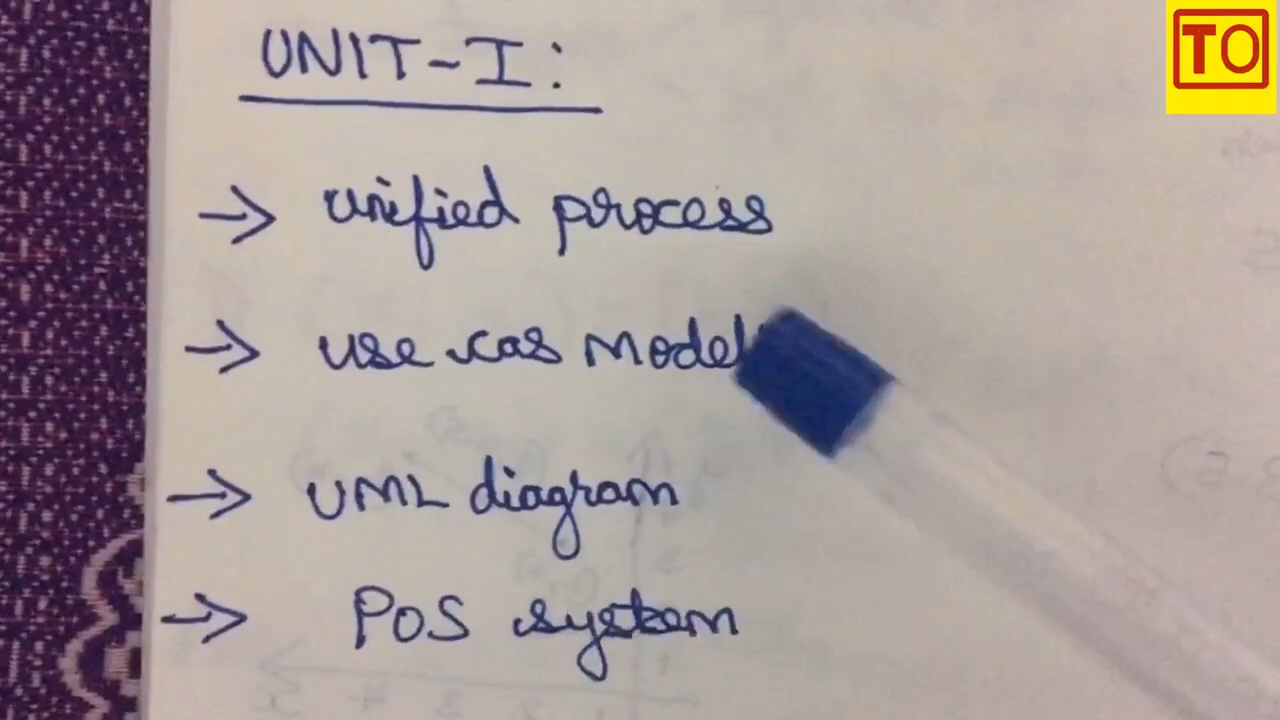 TO
UNIT-I:
→ unified process
→ use cas Model
→ UML diagram
→ POS system